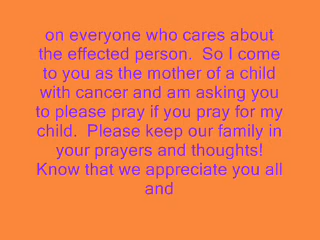 on everyone who cares about
the effected person.  So I come
to you as the mother of a child
with cancer and am asking you
to please pray if you pray for my
child.  Please keep our family in
your prayers and thoughts!
Know that we appreciate you all
and